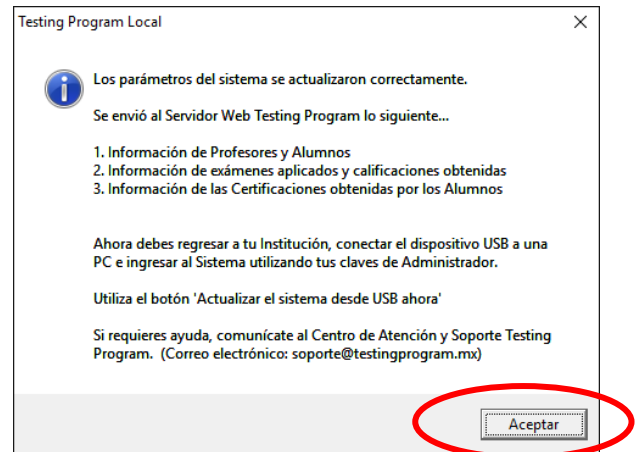 Testing Program Local
Los parámetros del sistema se actualizaron correctamente.
Se envió al Servidor Web Testing Program lo siguiente...
1. Información de Profesores y Alumnos
2. Información de exámenes aplicados y calificaciones obtenidas
3. Información de las Certificaciones obtenidas por los Alumnos
Ahora debes regresar a tu Institución, conectar el dispositivo USB a una
PC e ingresar al Sistema utilizando tus claves de Administrador.
Utiliza el botón 'Actualizar el sistema desde USB ahora'
Si requieres ayuda, comunícate al Centro de Atención y Soporte Testing
Program.  (Correo electrónico: soporte@testingprogram.mx)
Aceptar